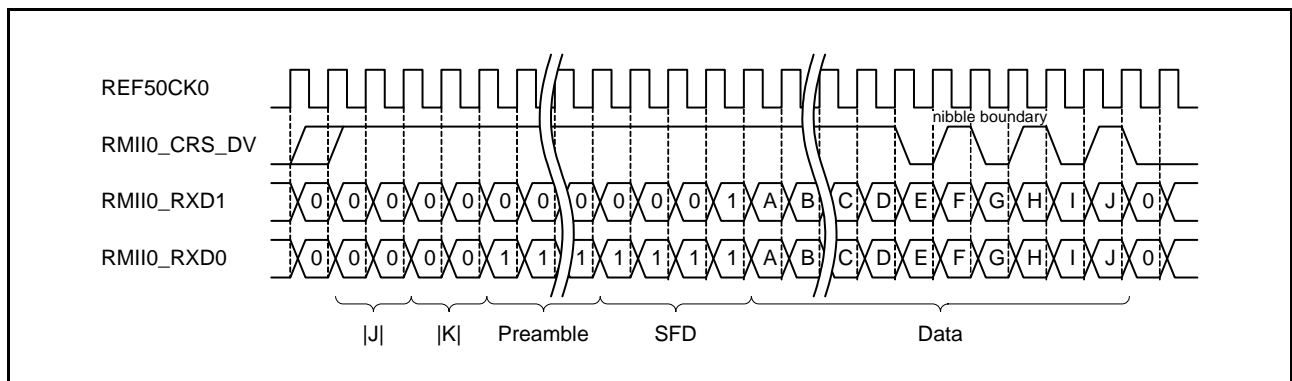 REF50CK0
nibble boundary
RMII0_CRS_DV
RMII0_RXD1 0 0 0 0 0 0 0 0 0 0 0 1 A B C D E F G H I J 0
RMII0_RXD0 0 0 0 0 0 1 1 1 1 1 1 1 A B C D E F G H I J 0
|J| |K| Preamble SFD Data